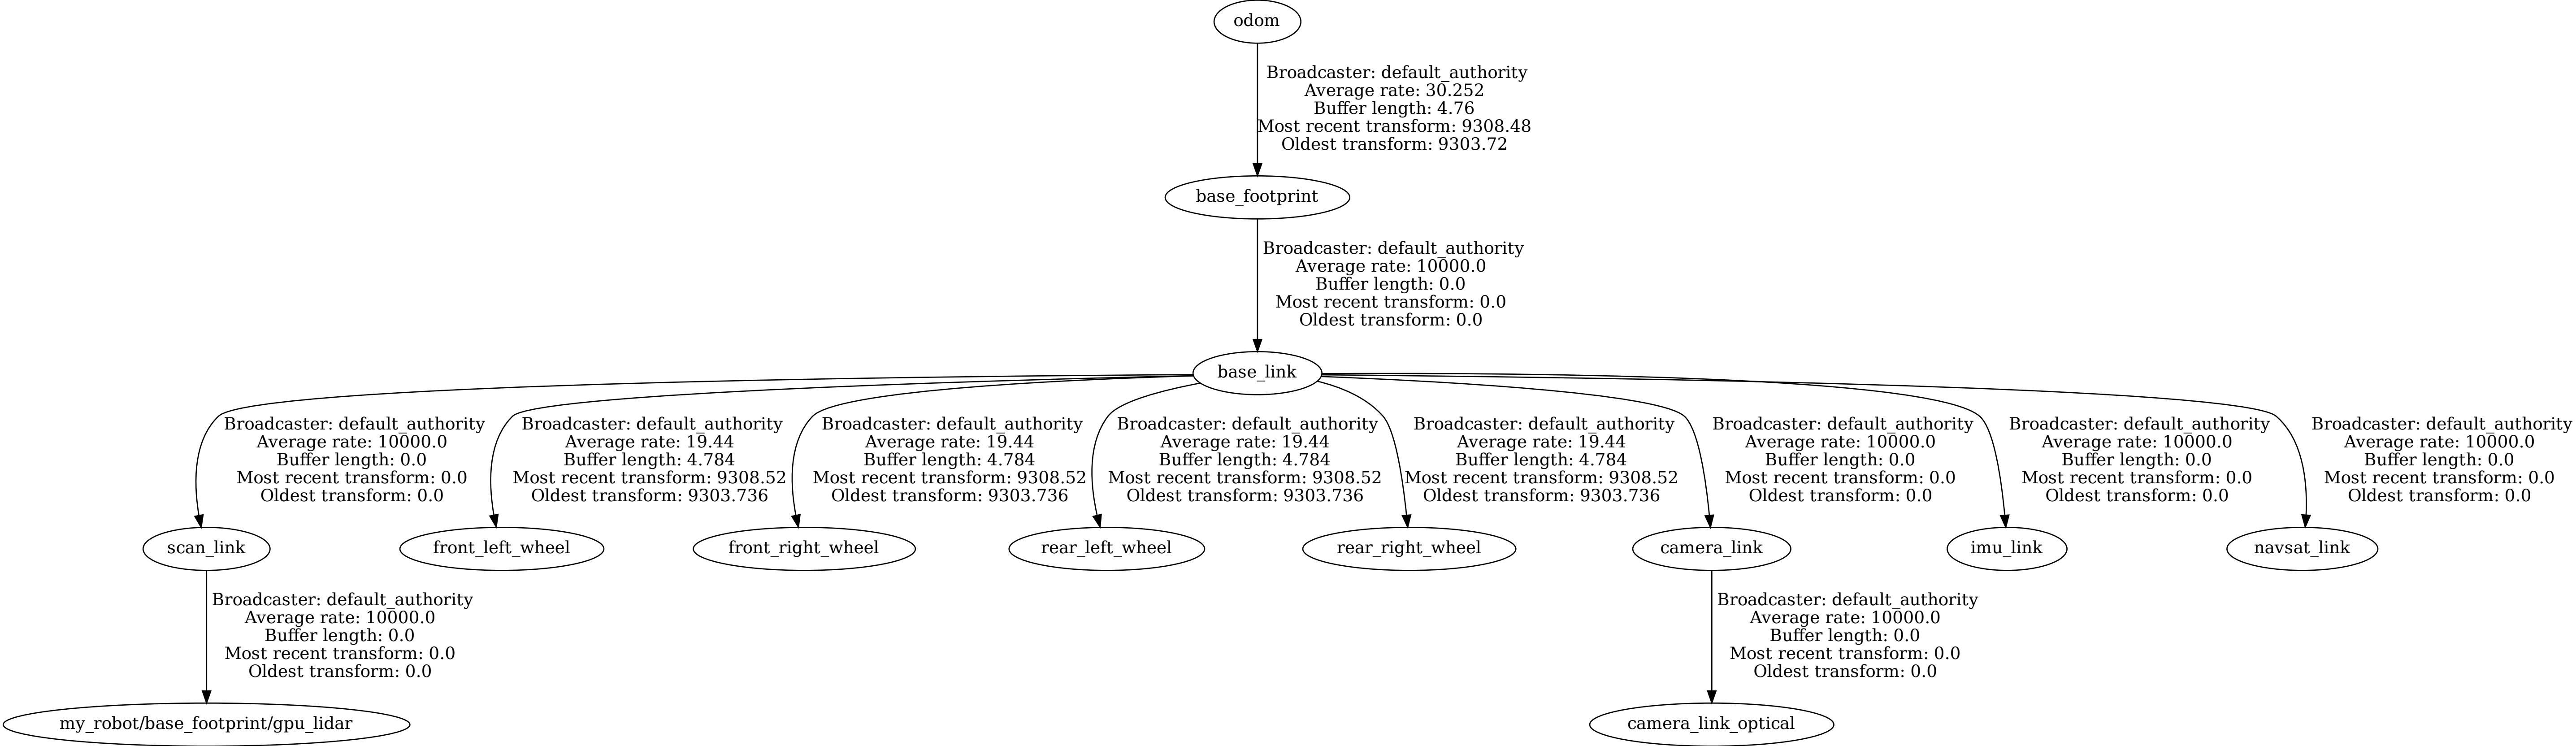 odom
Broadcaster: default_authority
Average rate: 30.252
Buffer length: 4.76
Most recent transform: 9308.48
Oldest transform: 9303.72
base_footprint
Broadcaster: default_authority
Average rate: 10000.0
Buffer length: 0.0
Most recent transform: 0.0
Oldest transform: 0.0
base_link
Broadcaster: default_authority
Average rate: 10000.0
Buffer length: 0.0
Most recent transform: 0.0
Oldest transform: 0.0
Broadcaster: default_authority
Average rate: 19.44
Buffer length: 4.784
Most recent transform: 9308.52
Oldest transform: 9303.736
Broadcaster: default_authority
Average rate: 19.44
Buffer length: 4.784
Most recent transform: 9308.52
Oldest transform: 9303.736
Broadcaster: default_authority
Average rate: 19.44
Buffer length: 4.784
Most recent transform: 9308.52
Oldest transform: 9303.736
Broadcaster: default_authority
Average rate: 19.44
Buffer length: 4.784
Most recent transform: 9308.52
Oldest transform: 9303.736
Broadcaster: default_authority
Average rate: 10000.0
Buffer length: 0.0
Most recent transform: 0.0
Oldest transform: 0.0
Broadcaster: default_authority
Average rate: 10000.0
Buffer length: 0.0
Most recent transform: 0.0
Oldest transform: 0.0
Broadcaster: default_authority
Average rate: 10000.0
Buffer length: 0.0
Most recent transform: 0.0
Oldest transform: 0.0
scan_link
front_left_wheel
front_right_wheel
rear_left_wheel
rear_right_wheel
camera_link
imu_link
navsat_link
Broadcaster: default_authority
Average rate: 10000.0
Buffer length: 0.0
Most recent transform: 0.0
Oldest transform: 0.0
Broadcaster: default_authority
Average rate: 10000.0
Buffer length: 0.0
Most recent transform: 0.0
Oldest transform: 0.0
my_robot/base_footprint/gpu_lidar
camera_link_optical